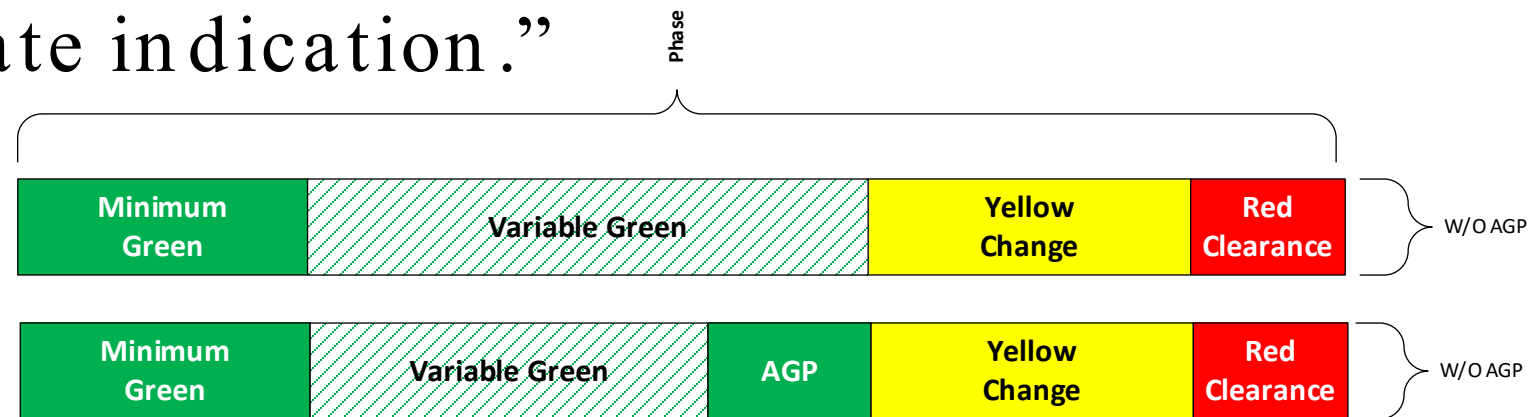 ate indication.”
Phase
Minimum
Green
Variable Green
Yellow
Change
Red
Clearance
W/O AGP
Minimum
Green
Variable Green
AGP
Yellow
Change
Red
Clearance
W/O AGP